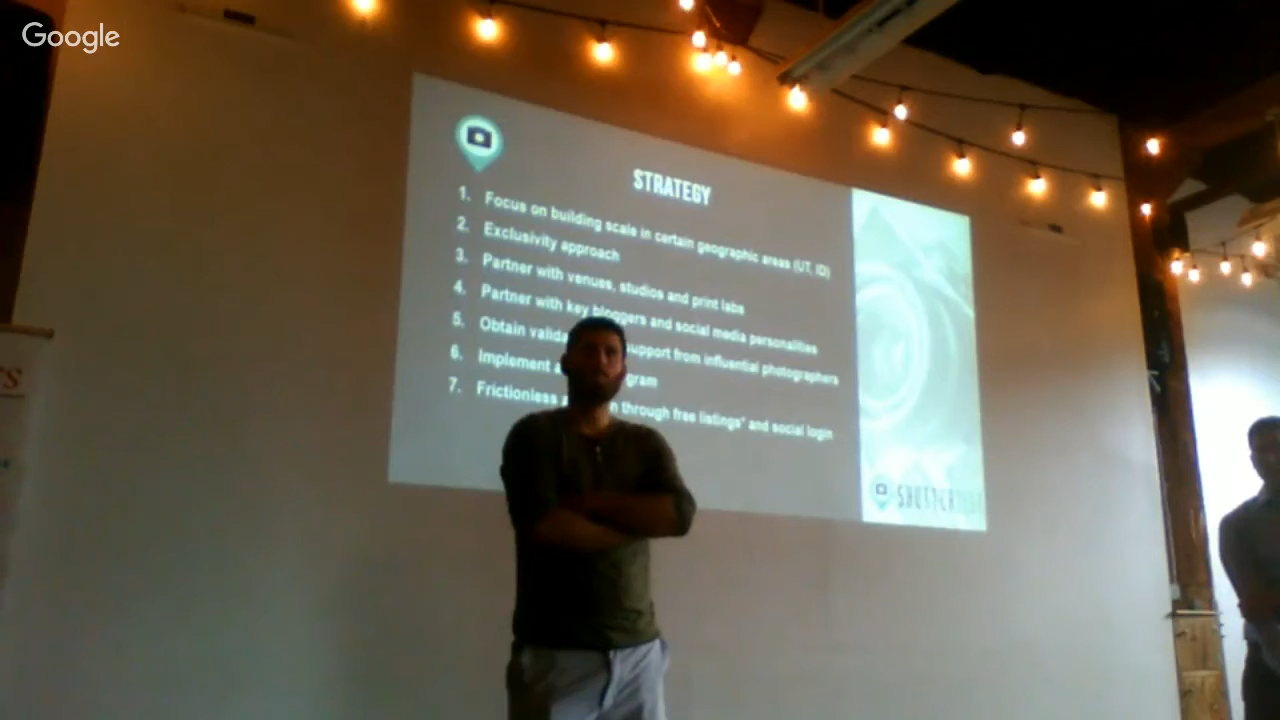 Google
STRATEGY
1. Focus on building scale in certain geographic areas (UT, ID)
2. Exclusivity approach
3. Partner with venues, studios and print labs
4. Partner with key bloggers and social media personalities
5. Obtain support from influential photographers
6. Implement
7. Frictionless through free listings* and social login